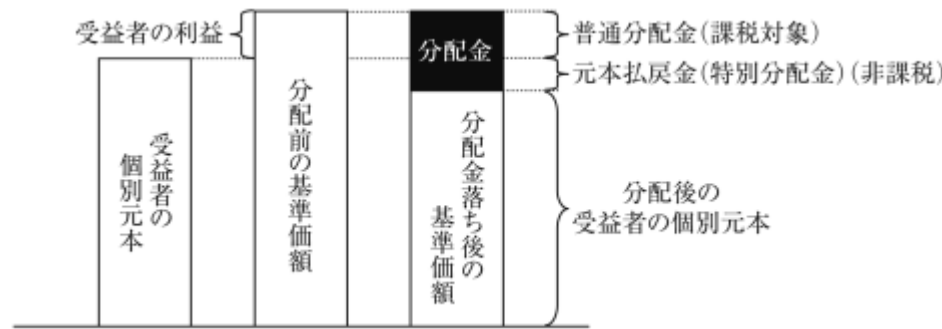 受益者の利益
受益者の
個別元本
分配前の基準価額
分配金
分配金落ち後の
基準価額
普通分配金(課税対象)
元本払戻金(特別分配金)(非課税)
分配後の
受益者の個別元本